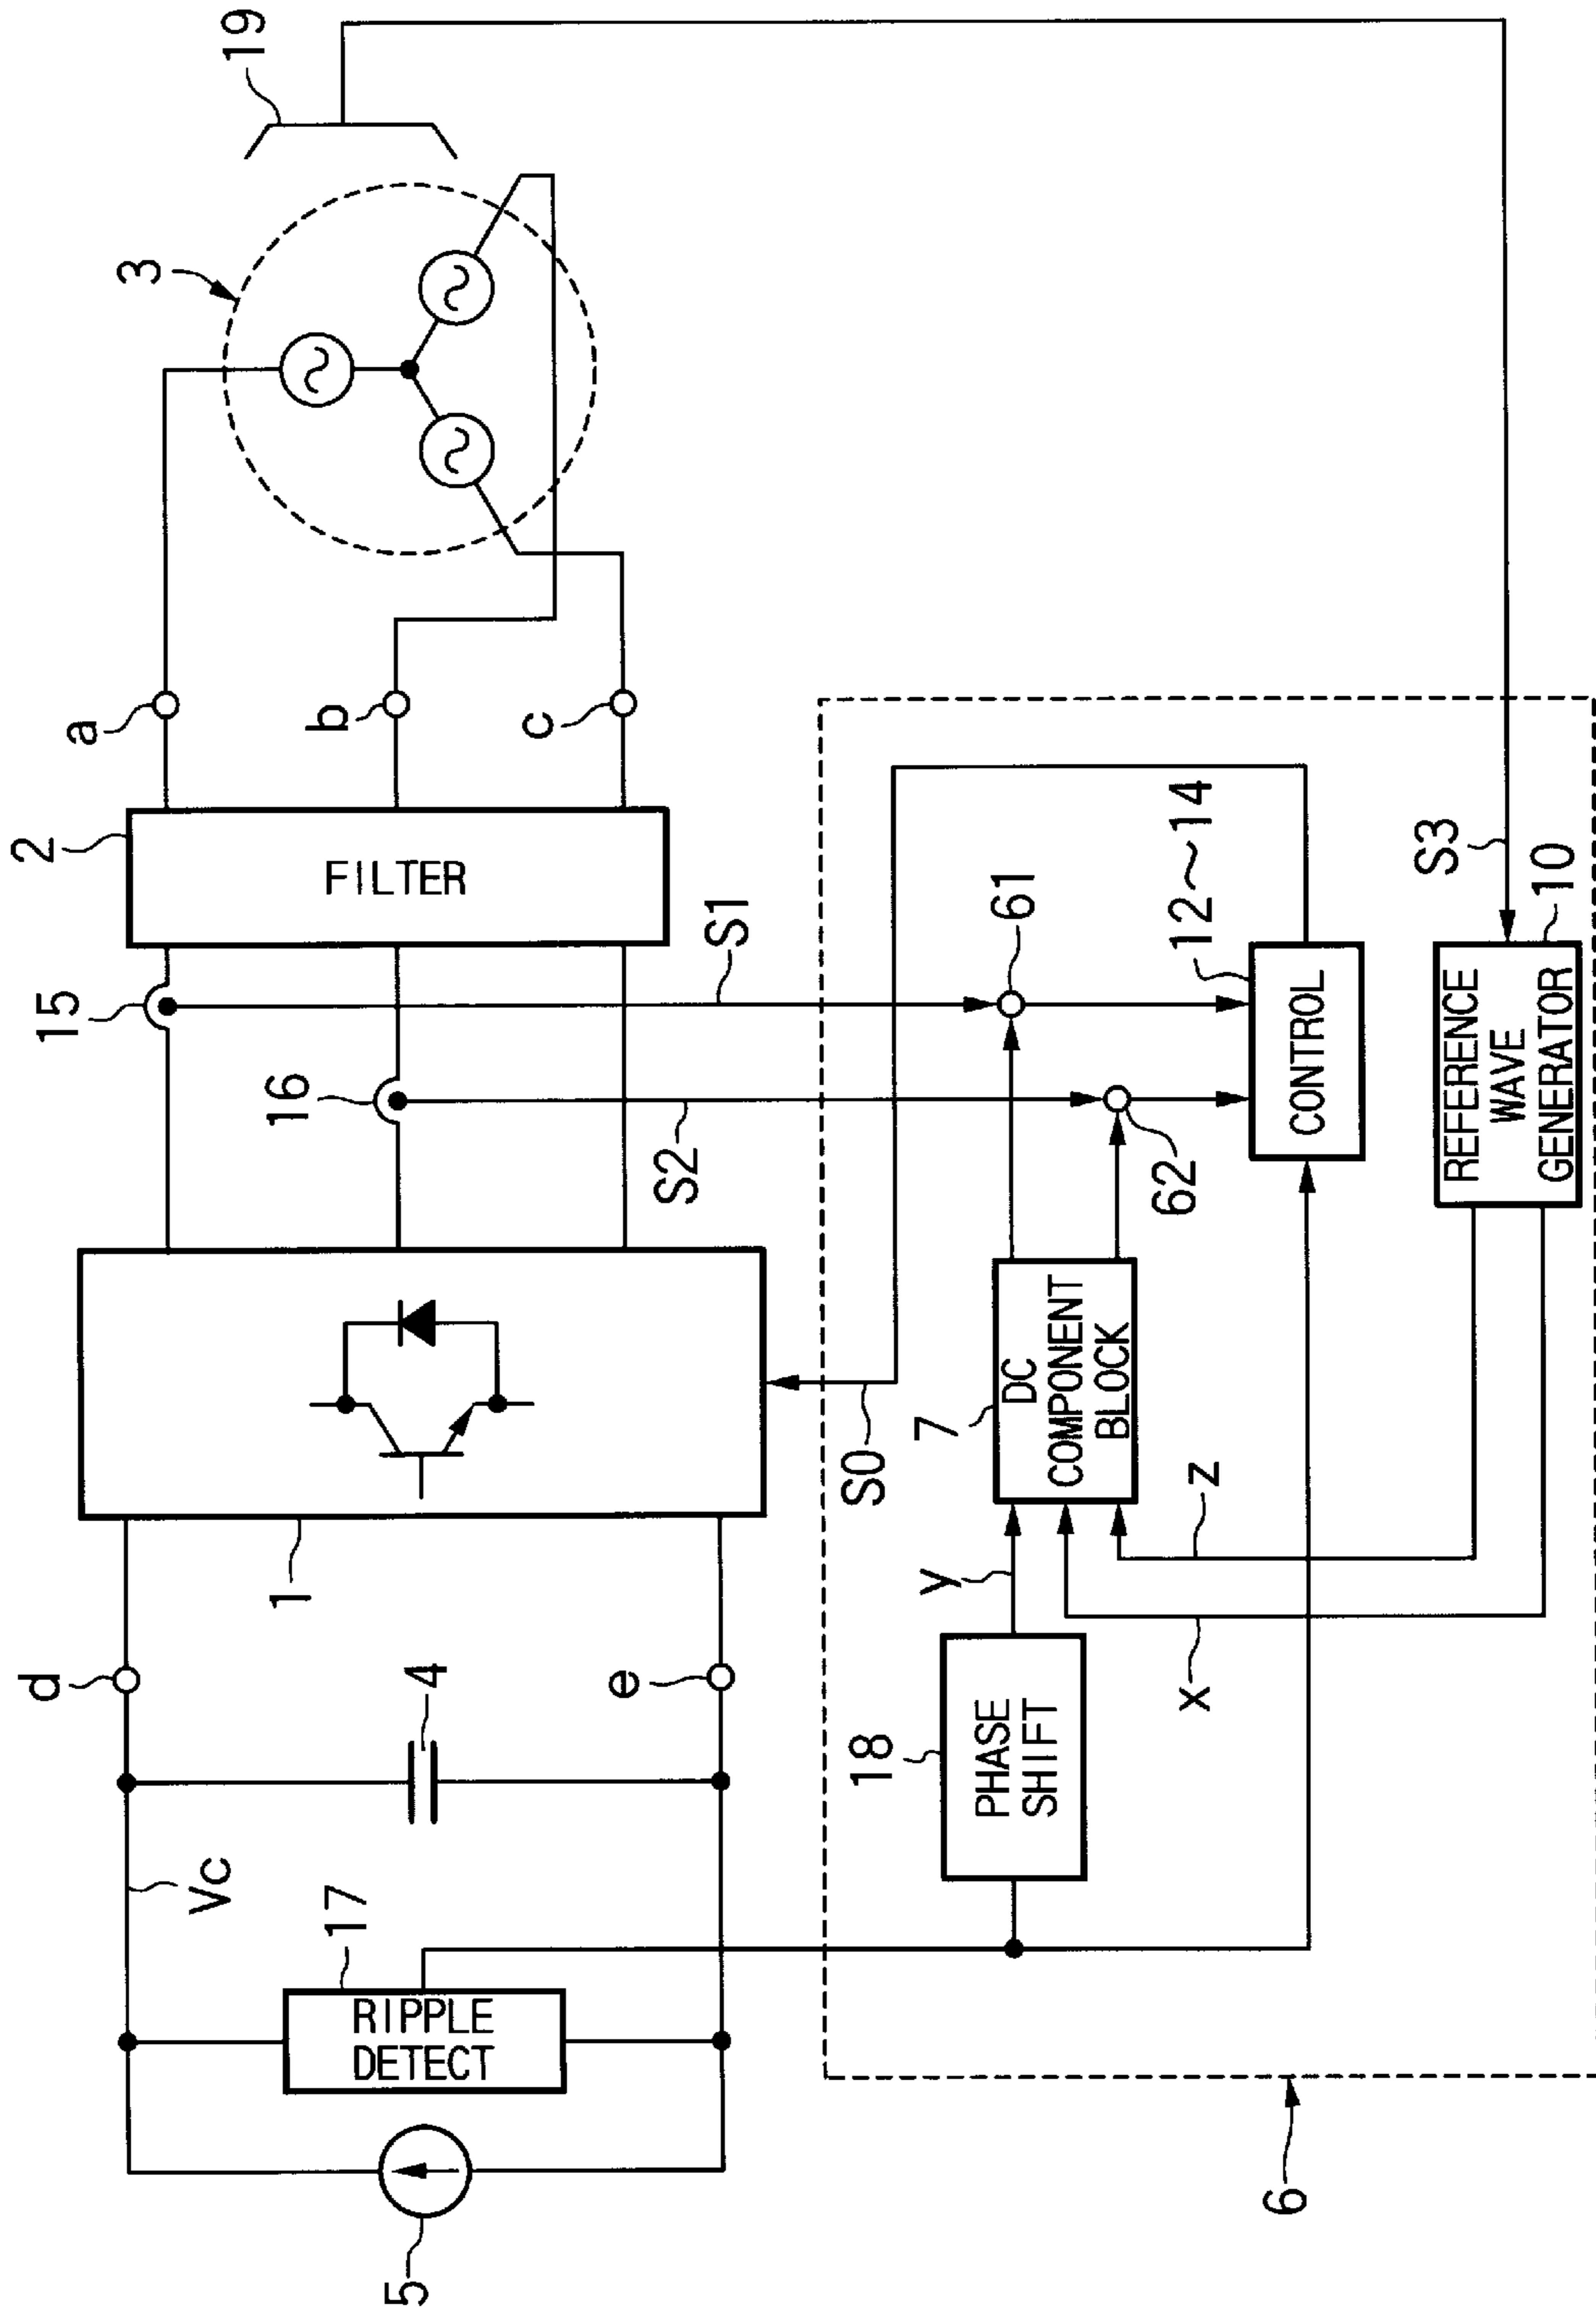 5
6
17
RIPPLE
DETECT
Vc
4
d
e
1
18
PHASE
SHIFT
y
x
z
7
DC
COMPONENT
BLOCK
S0
15
16
S1
S2
61
62
12~14
CONTROL
2
FILTER
a
b
c
3
19
S3
10
REFERENCE
WAVE
GENERATOR